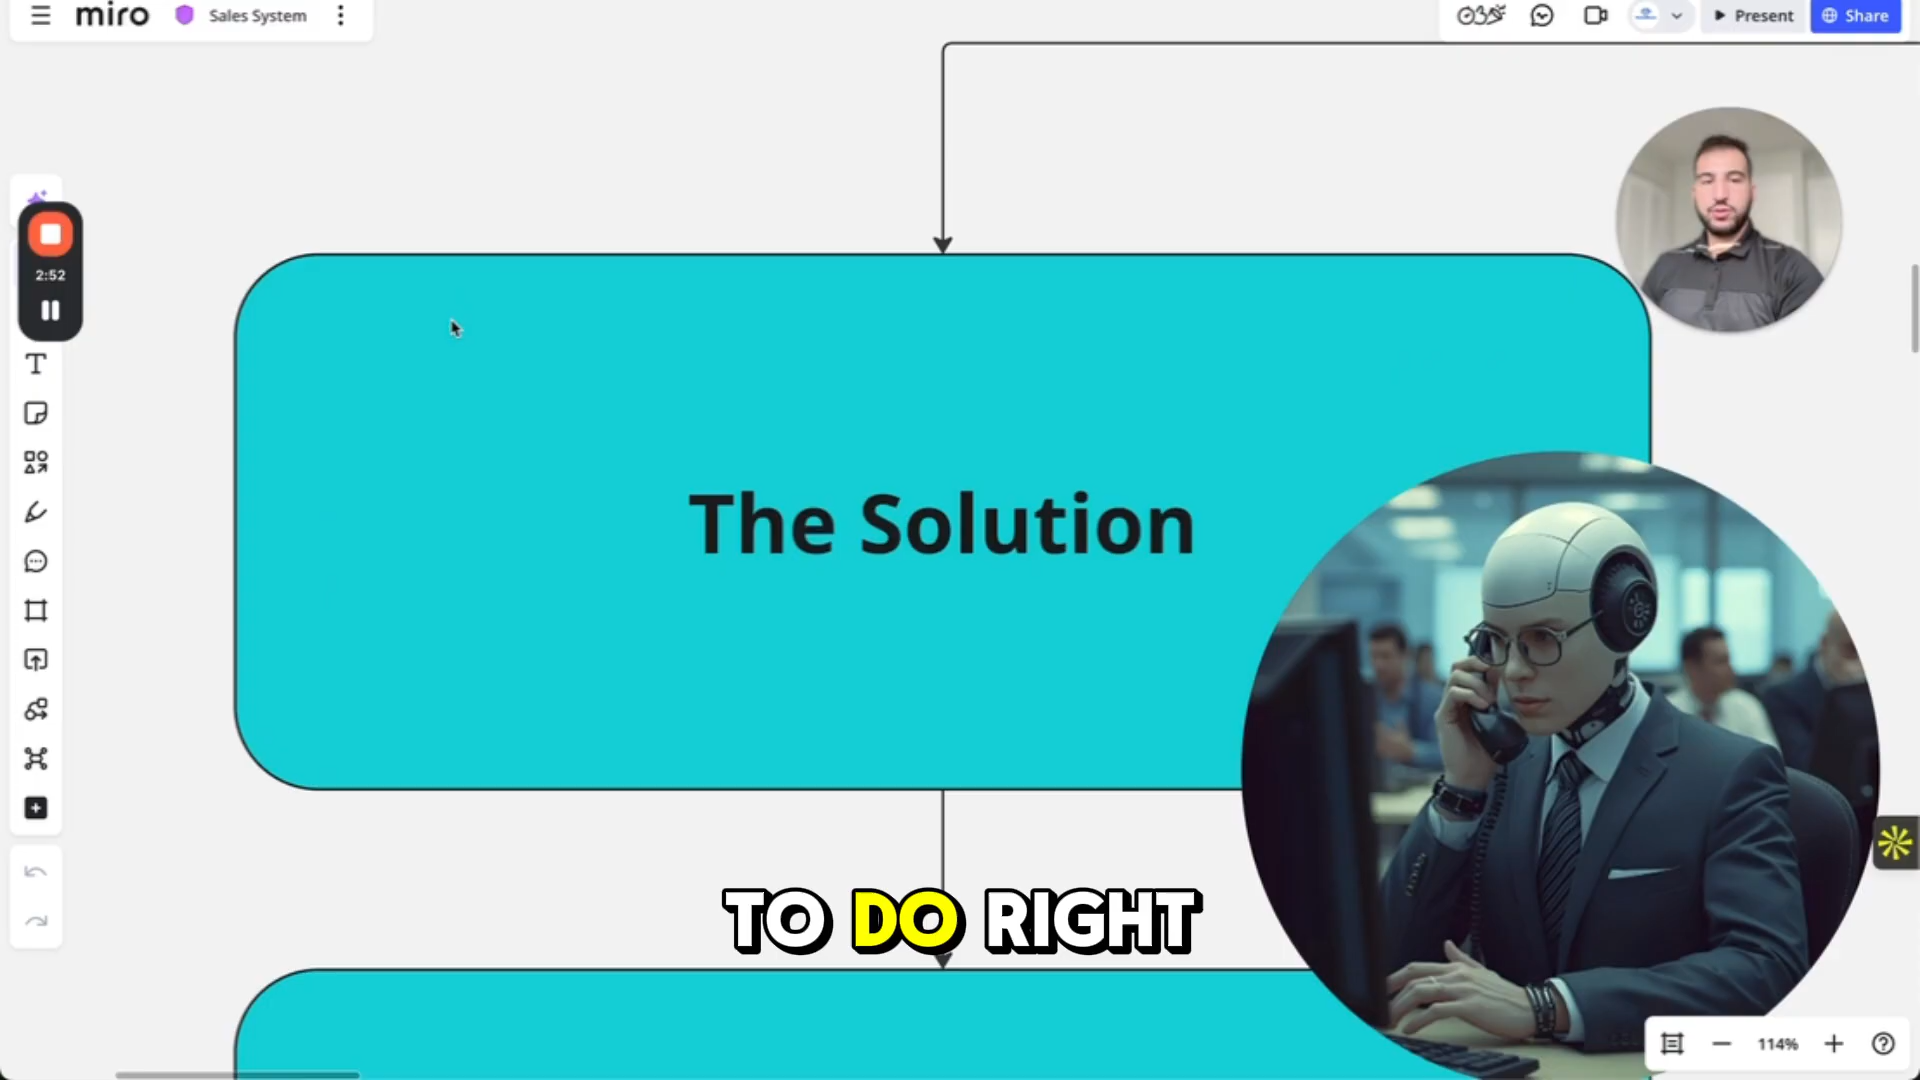 miro
Sales System
Present
Share
2:52
The Solution
TO DO RIGHT
114%